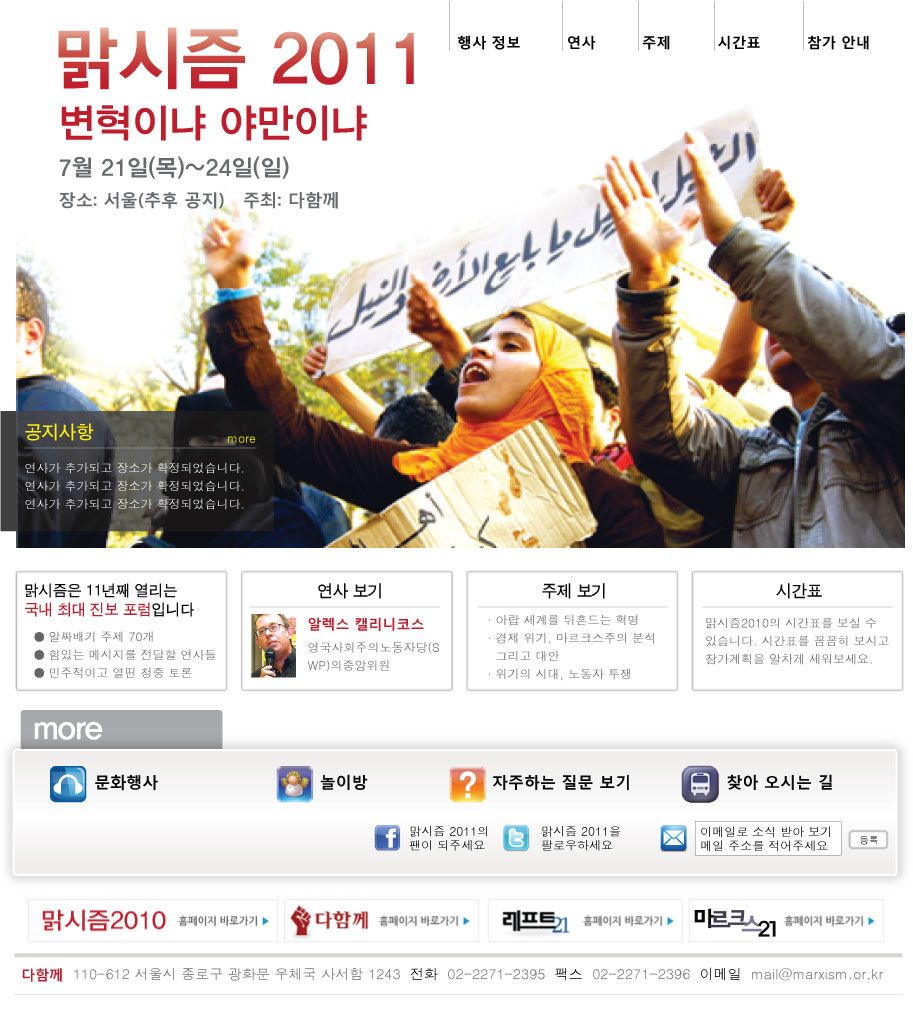 행사 정보
연사
주제
시간표
참가 안내
맑시즘 2011
변혁이냐 야만이냐
7월 21일(목)~24일(일)
장소: 서울(추후 공지) 주최: 다함께
공지사항
more
연사가 추가되고 장소가 확정되었습니다.
연사가 추가되고 장소가 확정되었습니다.
연사가 추가되고 장소가 확정되었습니다.
맑시즘은 11년째 열리는
국내 최대 진보 포럼입니다
● 알짜배기 주제 70개
● 힘있는 메시지를 전달할 연사들
● 민주적이고 열띤 청중 토론
연사 보기
알렉스 캘리니코스
영국사회주의노동자당(S
WP)의중앙위원
주제 보기
· 아랍 세계를 뒤흔드는 혁명
· 경제 위기, 마르크스주의 분석
그리고 대안
· 위기의 시대, 노동자 투쟁
시간표
맑시즘2010의 시간표를 보실 수
있습니다. 시간표를 꼼꼼히 보시고
참가계획을 알차게 세워보세요.
more
문화행사
놀이방
자주하는 질문 보기
찾아 오시는 길
맑시즘 2011의
팬이 되주세요
맑시즘 2011을
팔로우하세요
이메일로 소식 받아 보기
메일 주소를 적어주세요
등록
맑시즘2010 홈페이지 바로가기
다함께 홈페이지 바로가기
레프트21 홈페이지 바로가기
마르크스21 홈페이지 바로가기
다함께 110-612 서울시 종로구 광화문 우체국 사서함 1243 전화 02-2271-2395 팩스 02-2271-2396 이메일 mail@marxism.or.kr